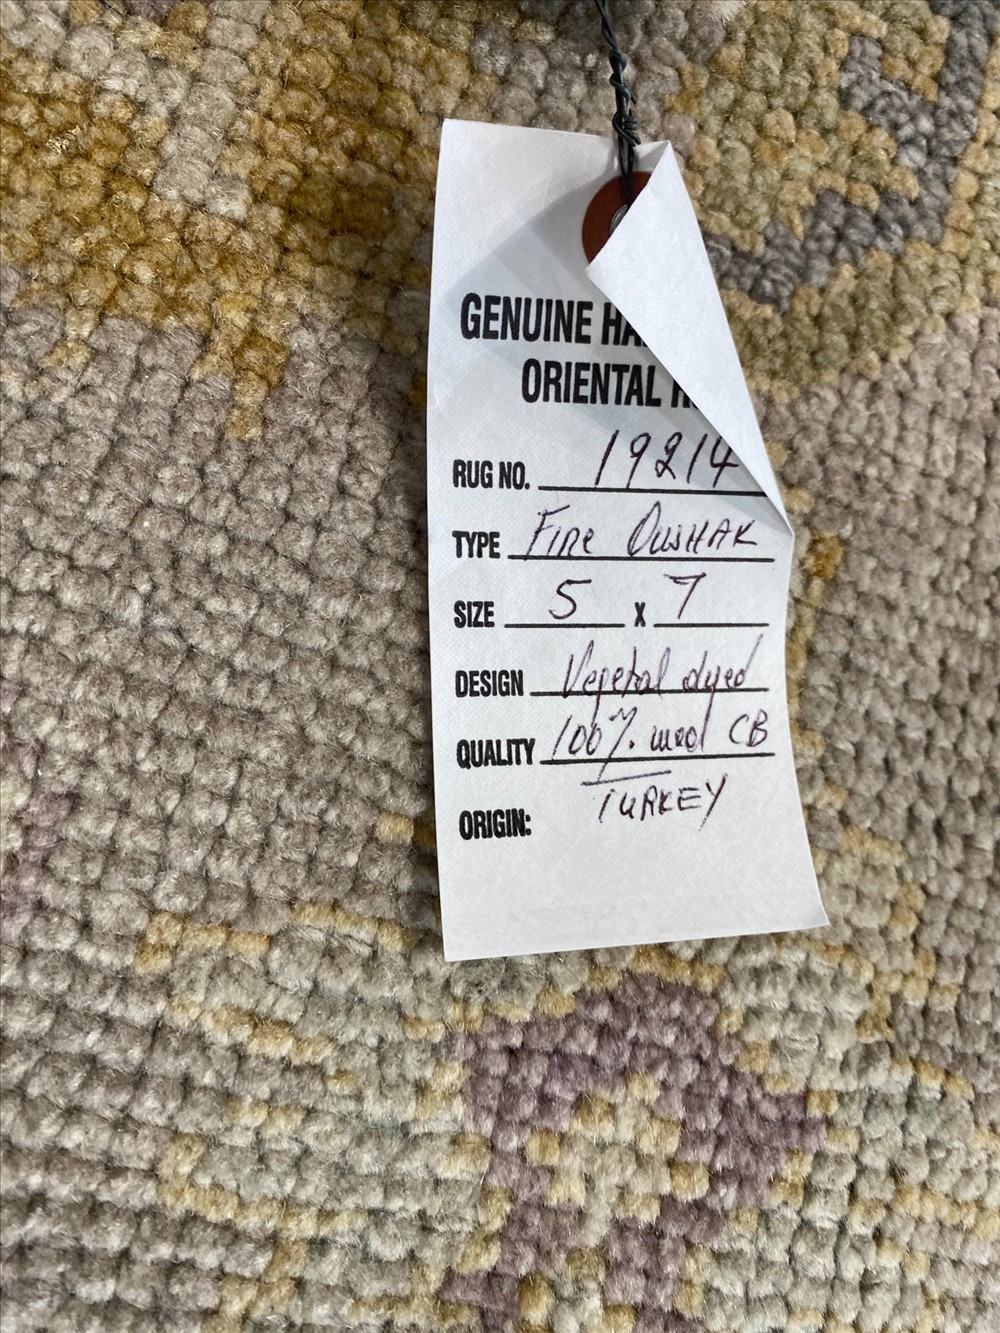 GENUINE HA
ORIENTAL
RUG NO. 19214
TYPE Fine OUSHAK
SIZE 5 X 7
DESIGN Vegetal dyed
QUALITY 100% wool CB
ORIGIN: TURKEY